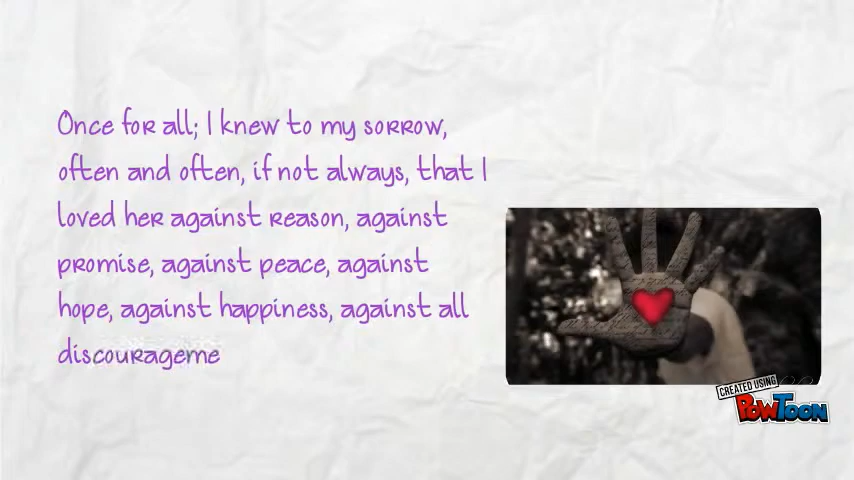 Once for all; I knew to my sorrow,
often and often, if not always, that I
loved her against reason, against
promise, against peace, against
hope, against happiness, against all
discourageme
CREATED USING
POWTOON